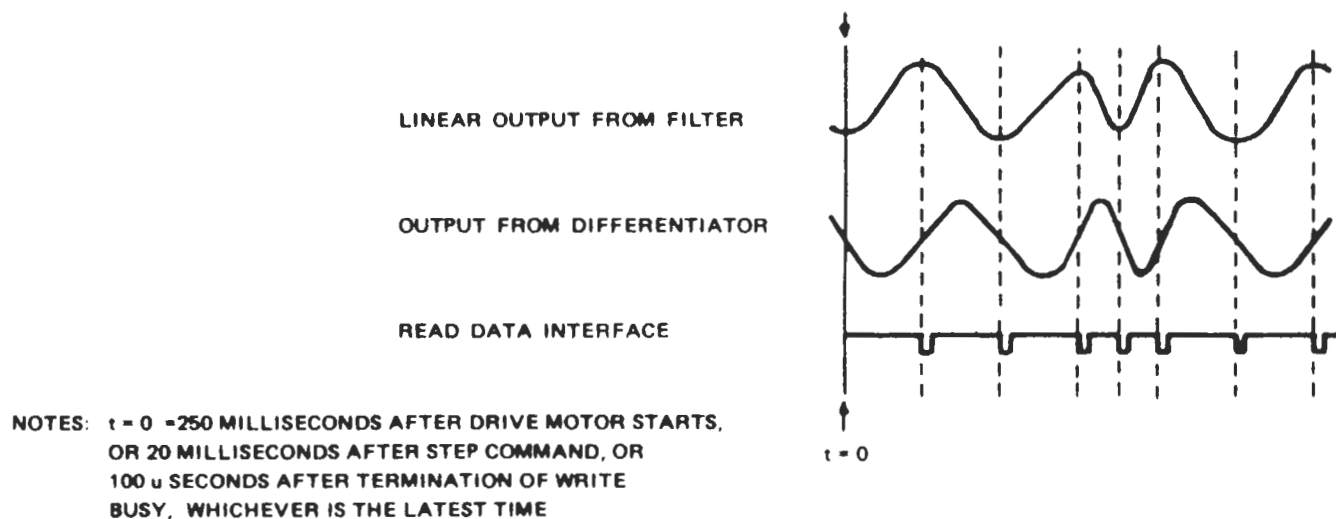 LINEAR OUTPUT FROM FILTER
OUTPUT FROM DIFFERENTIATOR
READ DATA INTERFACE
NOTES: t = 0 =250 MILLISECONDS AFTER DRIVE MOTOR STARTS,
OR 20 MILLISECONDS AFTER STEP COMMAND, OR
100 u SECONDS AFTER TERMINATION OF WRITE
BUSY, WHICHEVER IS THE LATEST TIME
t = 0